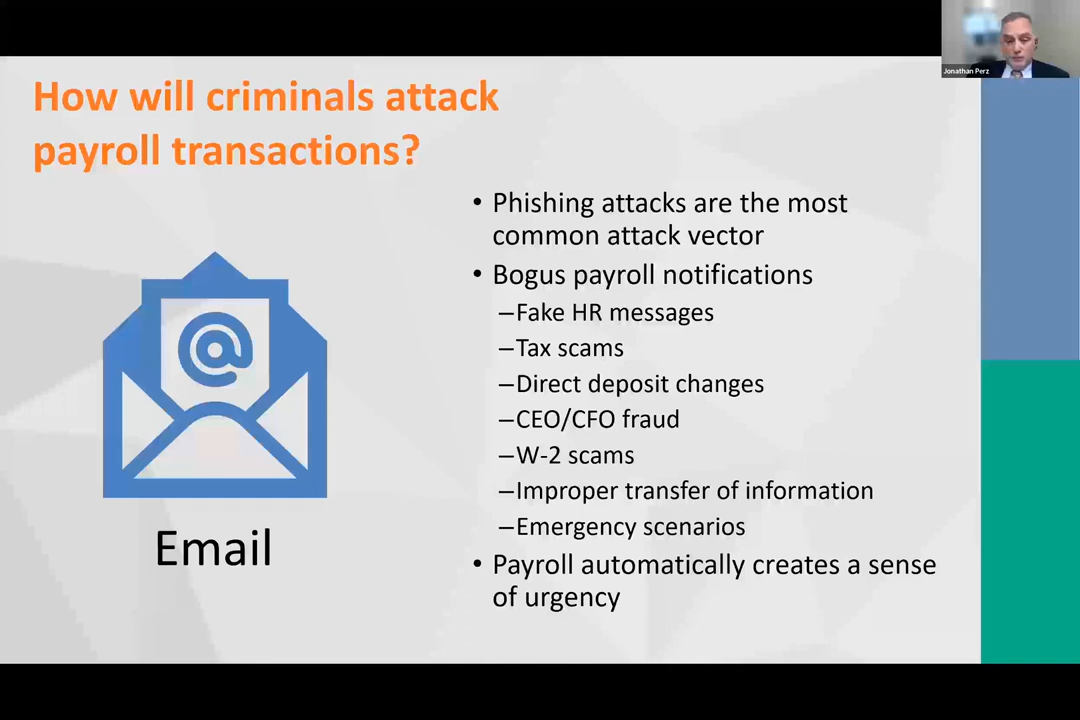 Jonathan Perz
How will criminals attack
payroll transactions?
• Phishing attacks are the most
common attack vector
• Bogus payroll notifications
–Fake HR messages
–Tax scams
–Direct deposit changes
–CEO/CFO fraud
–W-2 scams
–Improper transfer of information
–Emergency scenarios
• Payroll automatically creates a sense
of urgency
@
Email